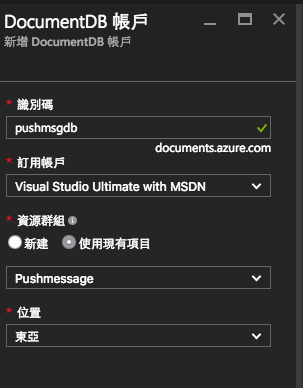 DocumentDB 帳戶
新增 DocumentDB 帳戶
* 識別碼
pushmsgdb
documents.azure.com
* 訂用帳戶
Visual Studio Ultimate with MSDN
* 資源群組
新建 使用現有項目
Pushmessage
* 位置
東亞